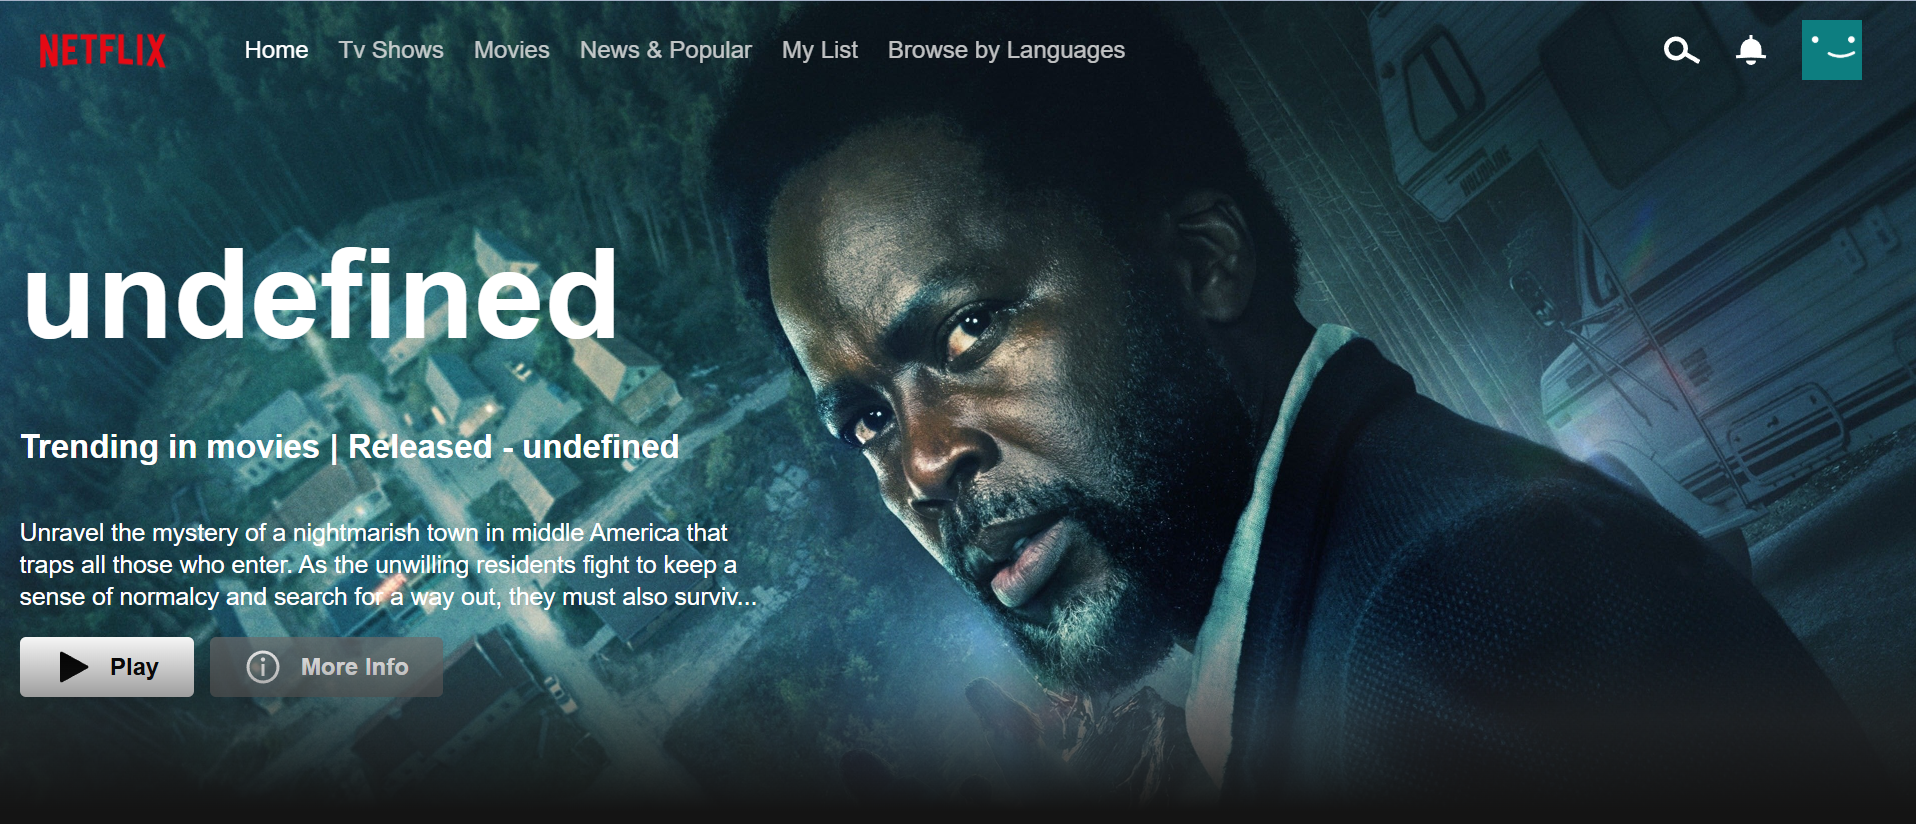 NETFLIX
Home
Tv Shows
Movies
News & Popular
My List
Browse by Languages
undefined
Trending in movies | Released - undefined
Unravel the mystery of a nightmarish town in middle America that
traps all those who enter. As the unwilling residents fight to keep a
sense of normalcy and search for a way out, they must also surviv...
Play
More Info